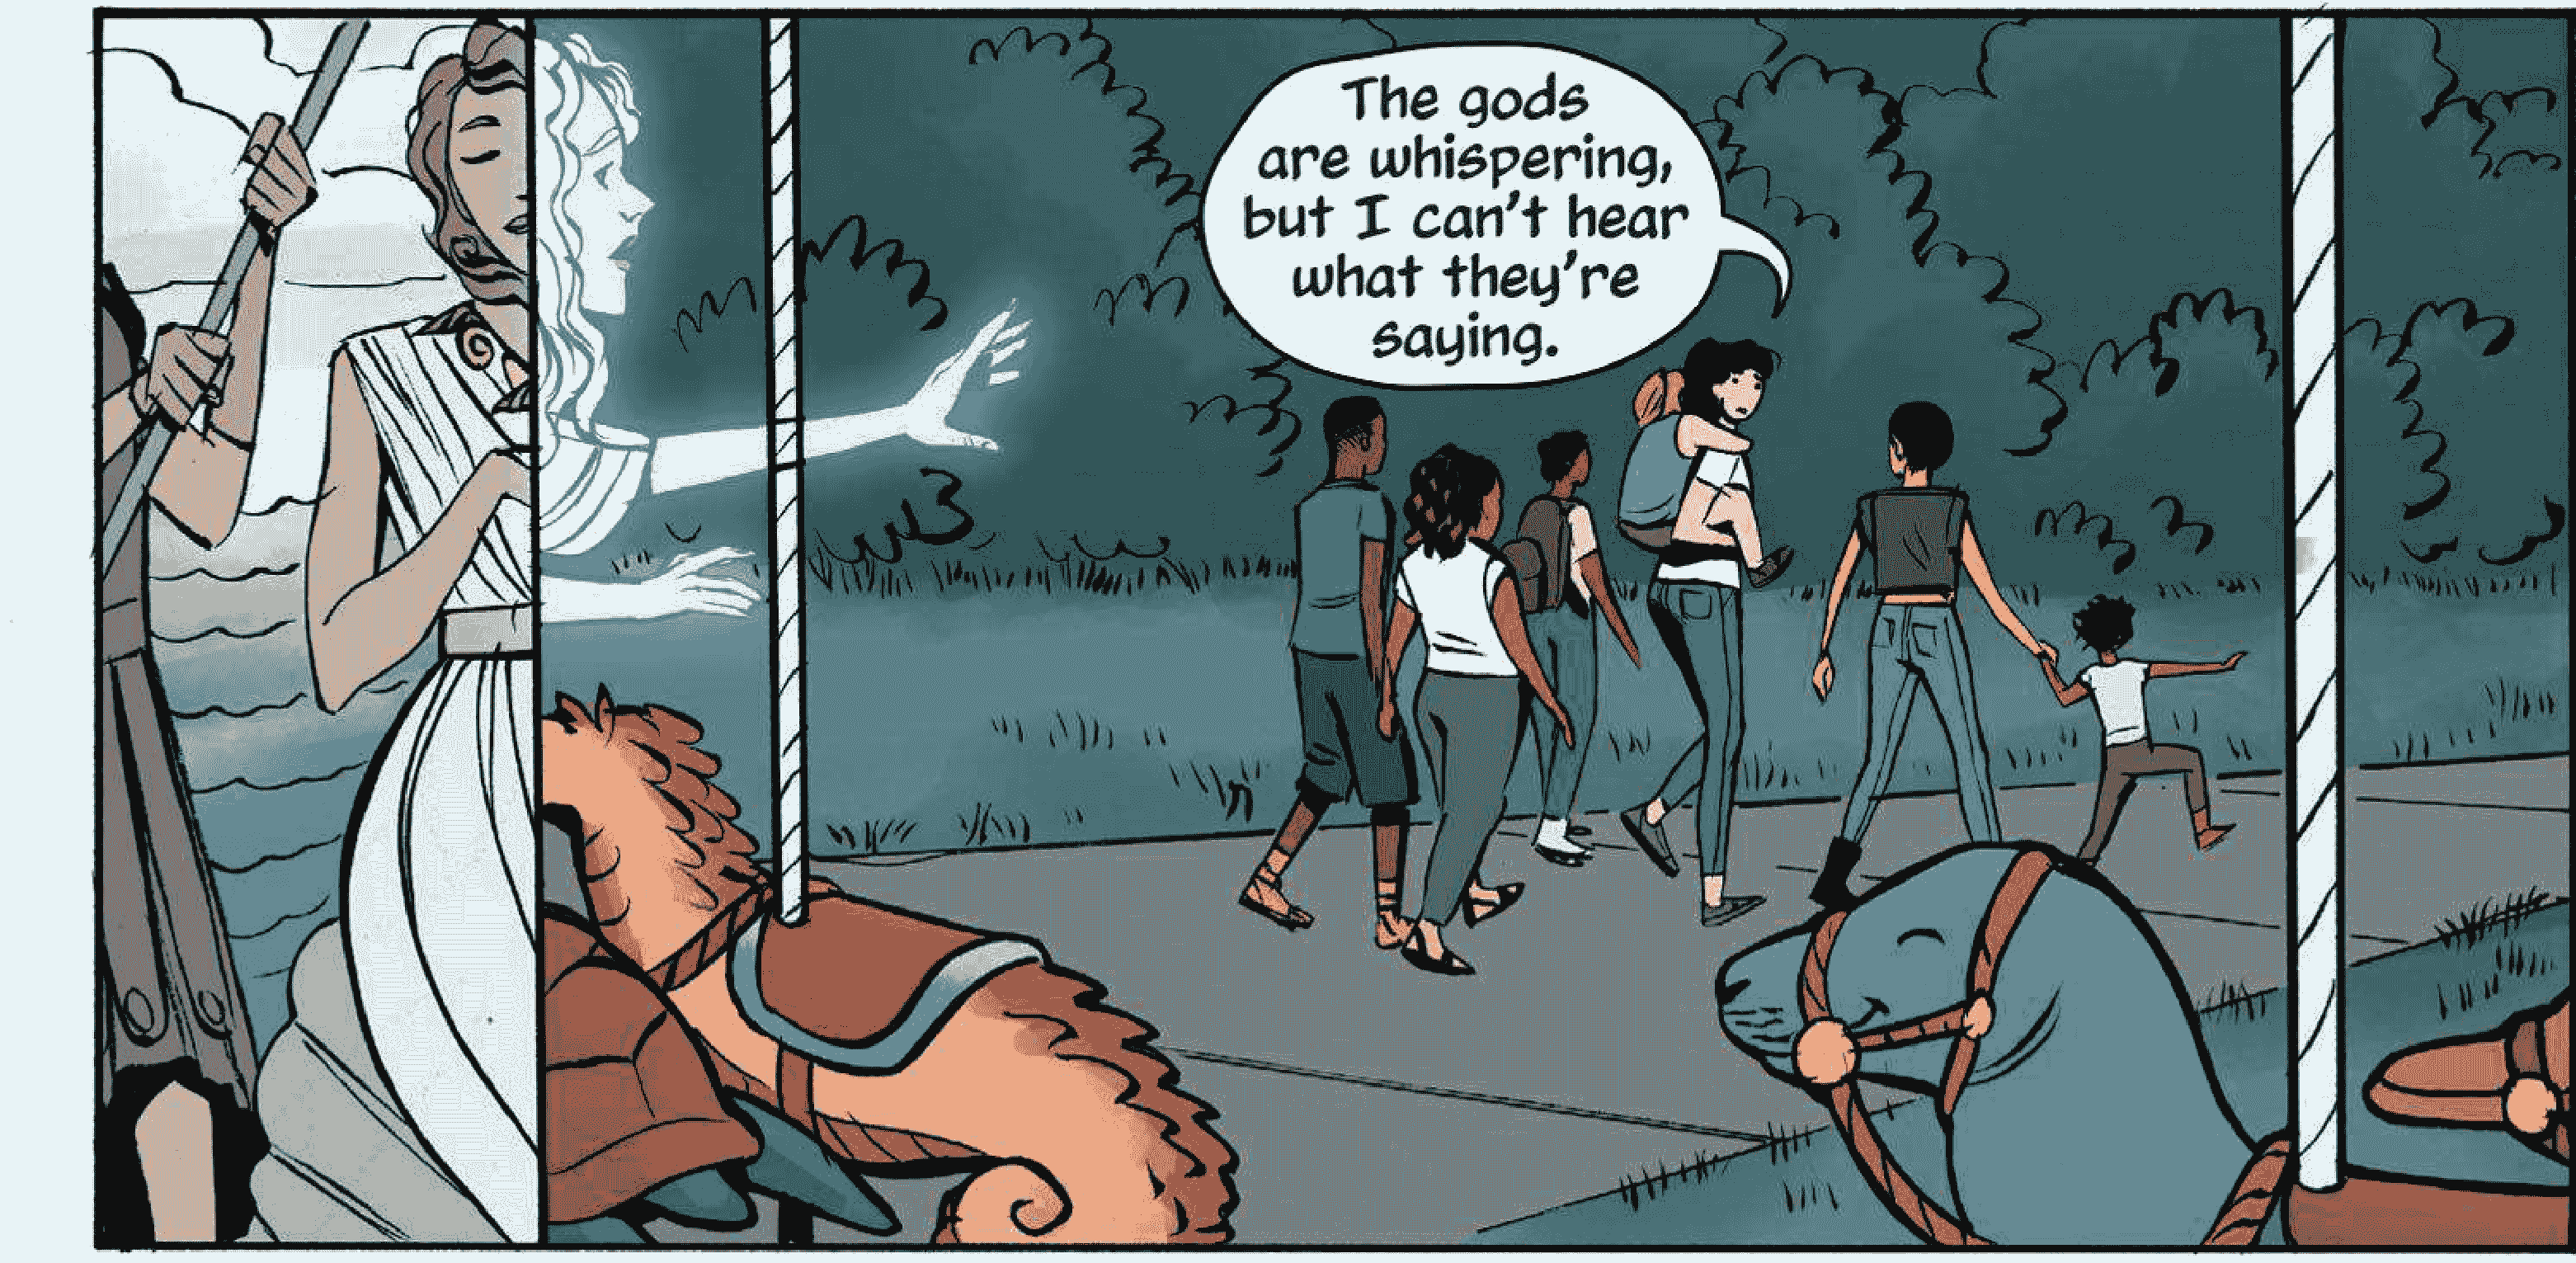 The gods
are whispering,
but I can't hear
what they're
saying.